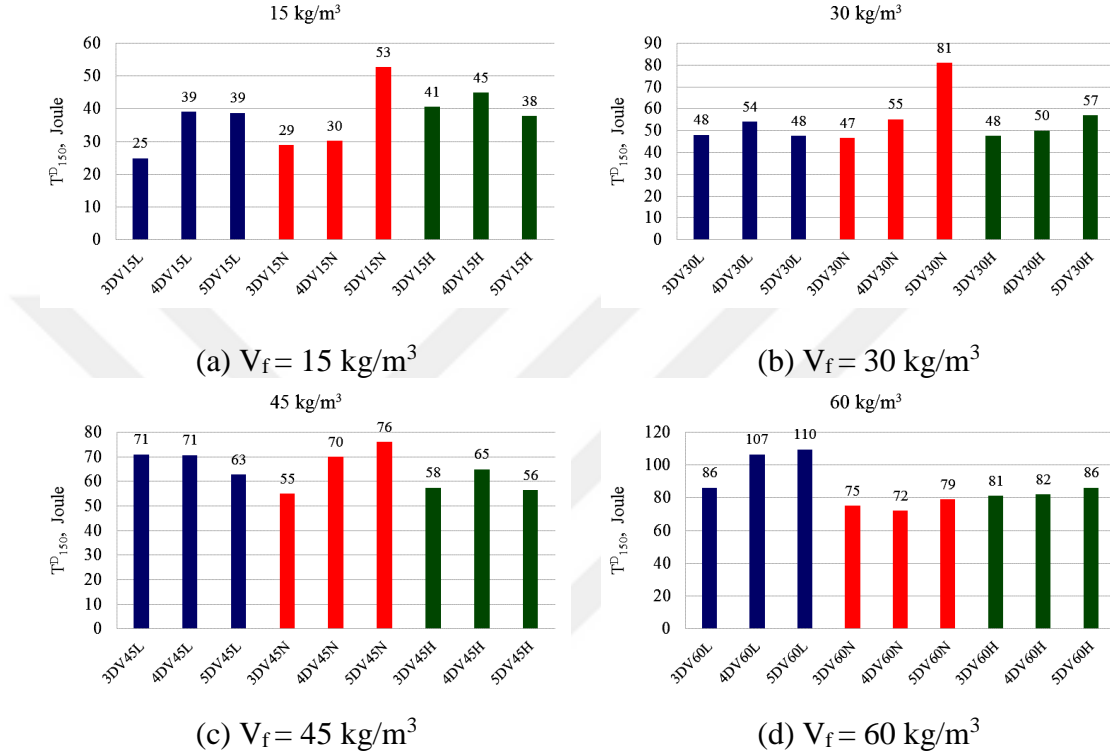 15 kg/m³
60
50
40
30
20
10
0
Tᴰ₁₅₀, Joule
25
39
39
29
30
53
41
45
38
3DV15L
4DV15L
5DV15L
3DV15N
4DV15N
5DV15N
3DV15H
4DV15H
5DV15H
(a) V_f = 15 kg/m³
30 kg/m³
90
80
70
60
50
40
30
20
10
0
Tᴰ₁₅₀, Joule
48
54
48
47
55
81
48
50
57
3DV30L
4DV30L
5DV30L
3DV30N
4DV30N
5DV30N
3DV30H
4DV30H
5DV30H
(b) V_f = 30 kg/m³
45 kg/m³
80
70
60
50
40
30
20
10
0
Tᴰ₁₅₀, Joule
71
71
63
55
70
76
58
65
56
3DV45L
4DV45L
5DV45L
3DV45N
4DV45N
5DV45N
3DV45H
4DV45H
5DV45H
(c) V_f = 45 kg/m³
60 kg/m³
120
100
80
60
40
20
0
Tᴰ₁₅₀, Joule
86
107
110
75
72
79
81
82
86
3DV60L
4DV60L
5DV60L
3DV60N
4DV60N
5DV60N
3DV60H
4DV60H
5DV60H
(d) V_f = 60 kg/m³